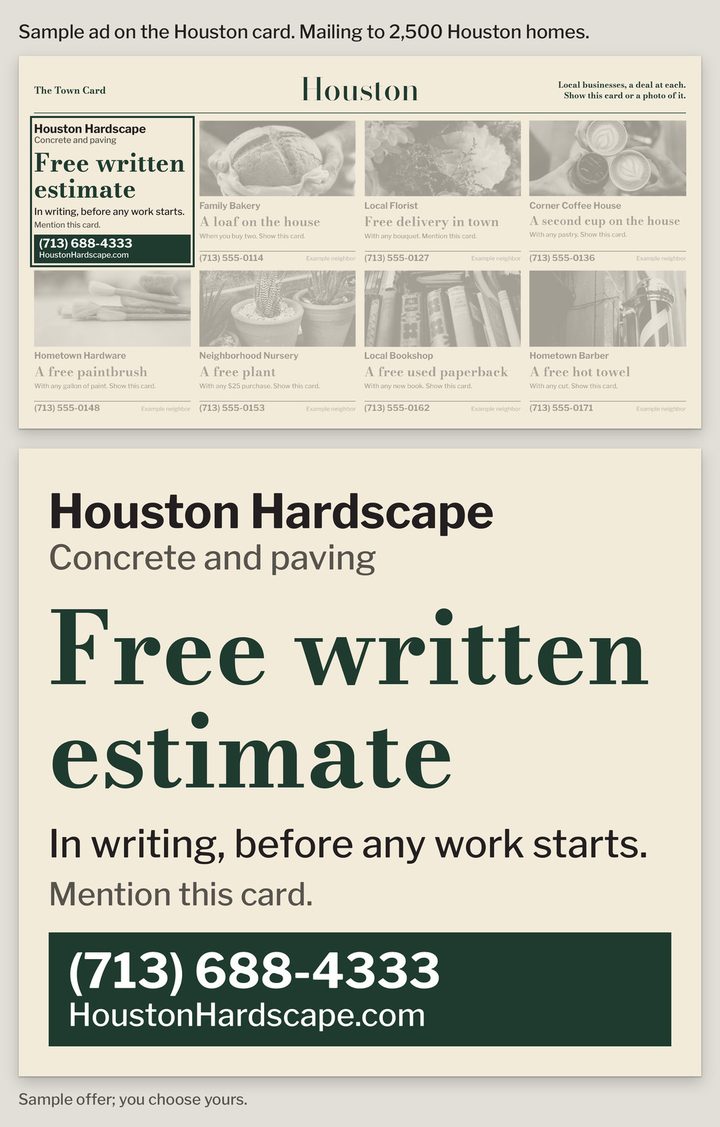 Sample ad on the Houston card. Mailing to 2,500 Houston homes.
The Town Card
Houston
Local businesses, a deal at each.
Show this card or a photo of it.
Houston Hardscape
Concrete and paving
Free written
estimate
In writing, before any work starts.
Mention this card.
(713) 688-4333
HoustonHardscape.com
Family Bakery
A loaf on the house
When you buy two. Show this card.
(713) 555-0114
Example neighbor
Local Florist
Free delivery in town
With any bouquet. Mention this card.
(713) 555-0127
Example neighbor
Corner Coffee House
A second cup on the house
With any pastry. Show this card.
(713) 555-0136
Example neighbor
Hometown Hardware
A free paintbrush
With any gallon of paint. Show this card.
(713) 555-0148
Example neighbor
Neighborhood Nursery
A free plant
With any $25 purchase. Show this card.
(713) 555-0153
Example neighbor
Local Bookshop
A free used paperback
With any new book. Show this card.
(713) 555-0162
Example neighbor
Hometown Barber
A free hot towel
With any cut. Show this card.
(713) 555-0171
Example neighbor
Houston Hardscape
Concrete and paving
Free written
estimate
In writing, before any work starts.
Mention this card.
(713) 688-4333
HoustonHardscape.com
Sample offer; you choose yours.